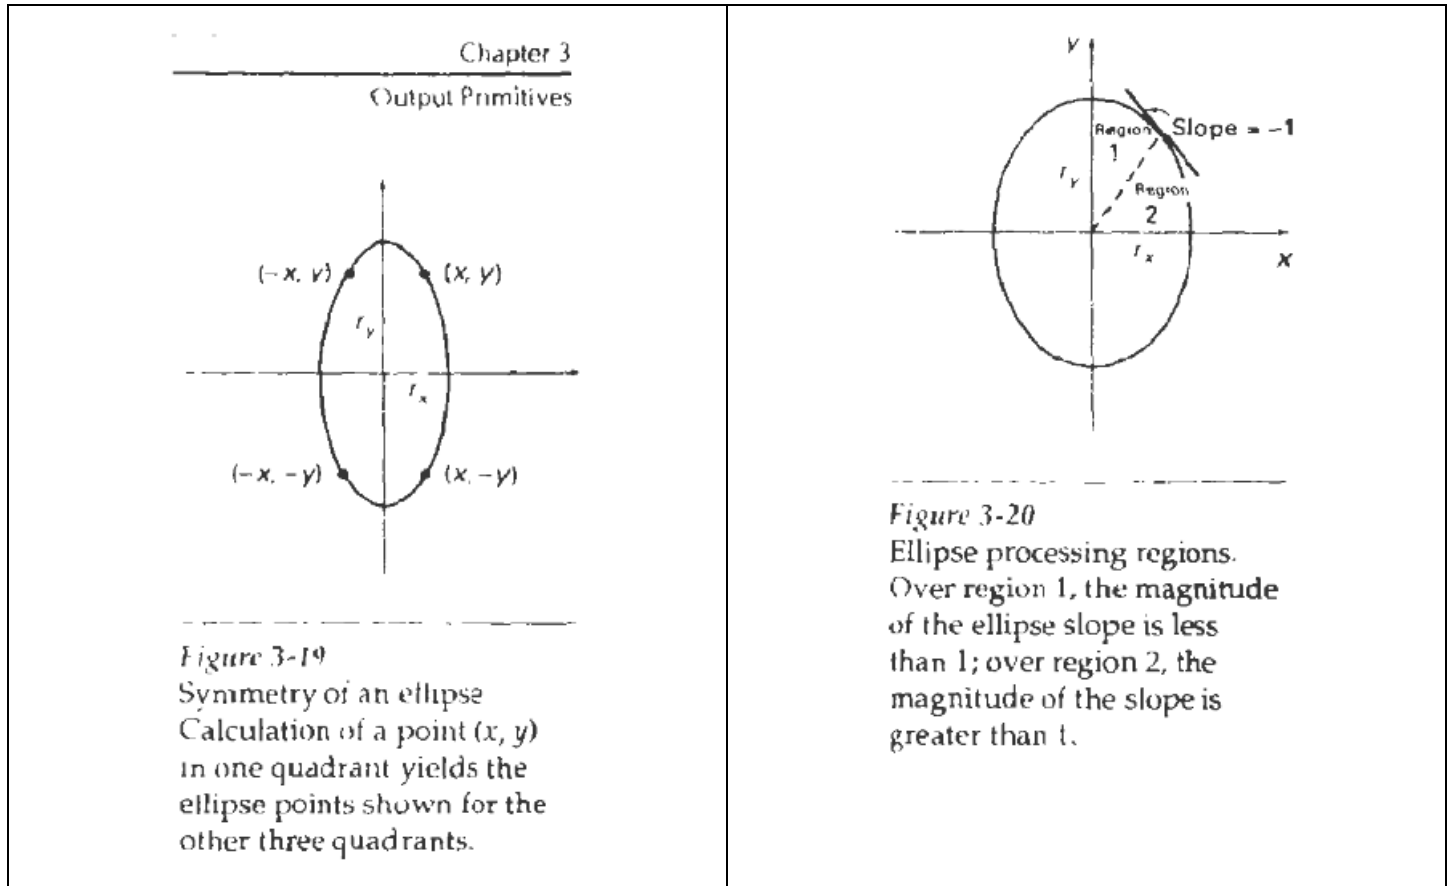 Chapter 3
Output Primitives
(-x, y)
(x, y)
r_y
r_x
(-x, -y)
(x, -y)
Figure 3-19
Symmetry of an ellipse
Calculation of a point (x, y)
in one quadrant yields the
ellipse points shown for the
other three quadrants.
y
Region
1
Slope = -1
r_y
Region
2
r_x
x
Figure 3-20
Ellipse processing regions.
Over region 1, the magnitude
of the ellipse slope is less
than 1; over region 2, the
magnitude of the slope is
greater than 1.